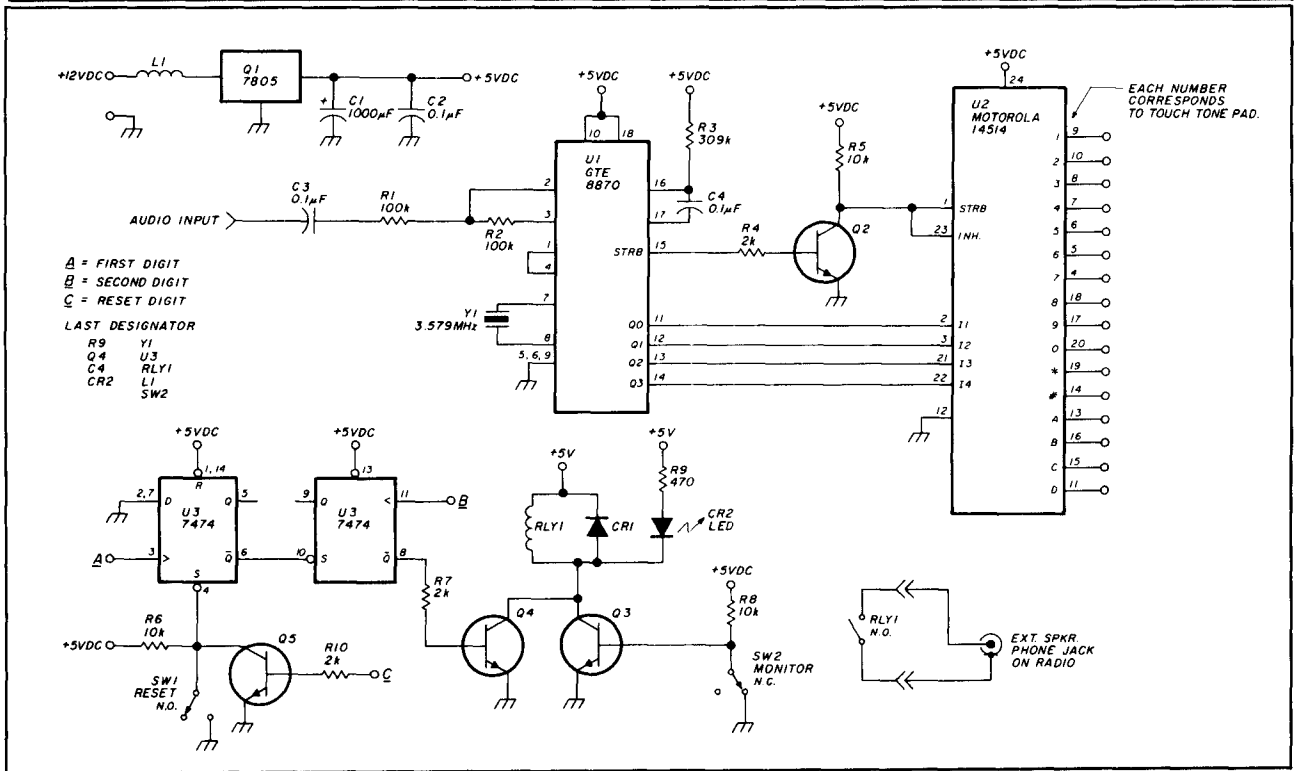 +12VDC
L1
Q1
7805
+5VDC
+
C1
1000µF
C2
0.1µF
AUDIO INPUT
C3
0.1µF
R1
100k
R2
100k
A = FIRST DIGIT
B = SECOND DIGIT
C = RESET DIGIT
LAST DESIGNATOR
R9 Y1
Q4 U3
C4 RLY1
CR2 L1
SW2
+5VDC
10 18
U1
GTE
8870
2
3
1
4
7
8
5, 6, 9
Y1
3.579MHz
+5VDC
R3
309k
16
17
C4
0.1µF
STRB 15
R4
2k
Q0 11
Q1 12
Q2 13
Q3 14
+5VDC
R5
10k
Q2
+5VDC
24
U2
MOTOROLA
14514
EACH NUMBER
CORRESPONDS
TO TOUCH TONE PAD.
1 STRB
23 INH.
2 I1
3 I2
21 I3
22 I4
12
1 9
2 10
3 8
4 7
5 6
6 5
7 4
8 18
9 17
0 20
* 19
# 14
A 13
B 16
C 15
D 11
+5VDC
1, 14
R
2,7 D
Q 5
U3
7474
A 3 >
Q̅ 6
S
4
+5VDC
13
9 Q
< 11 B
U3
7474
10 S
Q̅ 8
R7
2k
R6
10k
+5VDC
SW1
RESET
N.O.
Q5
R10
2k
C
+5V
RLY1
CR1
+5V
R9
470
CR2
LED
Q4
Q3
+5VDC
R8
10k
SW2
MONITOR
N.C.
RLY1
N.O.
EXT. SPKR.
PHONE JACK
ON RADIO